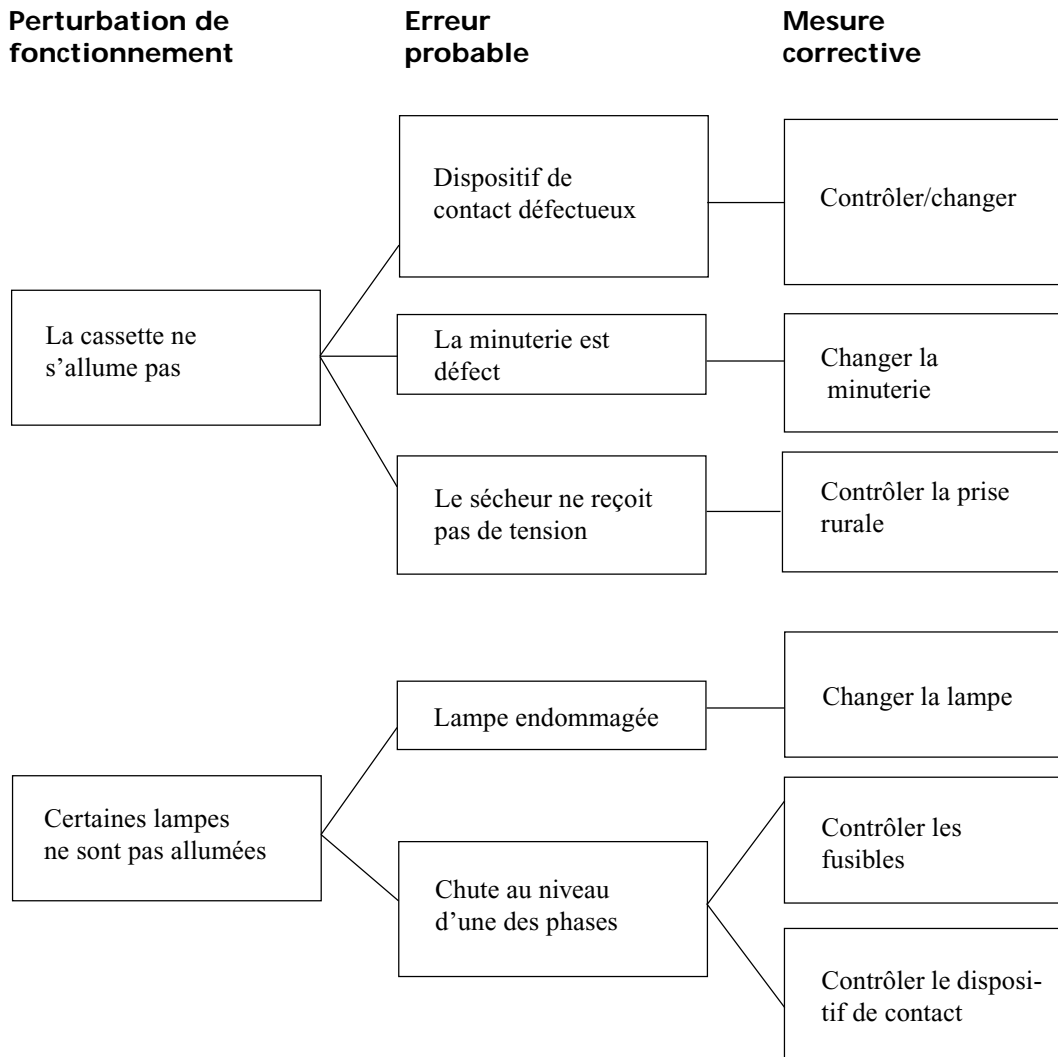 Perturbation de
fonctionnement
Erreur
probable
Mesure
corrective
La cassette ne
s’allume pas
Dispositif de
contact défectueux
Contrôler/changer
La minuterie est
défect
Changer la
minuterie
Le sécheur ne reçoit
pas de tension
Contrôler la prise
rurale
Certaines lampes
ne sont pas allumées
Lampe endommagée
Changer la lampe
Chute au niveau
d’une des phases
Contrôler les
fusibles
Contrôler le disposi-
tif de contact